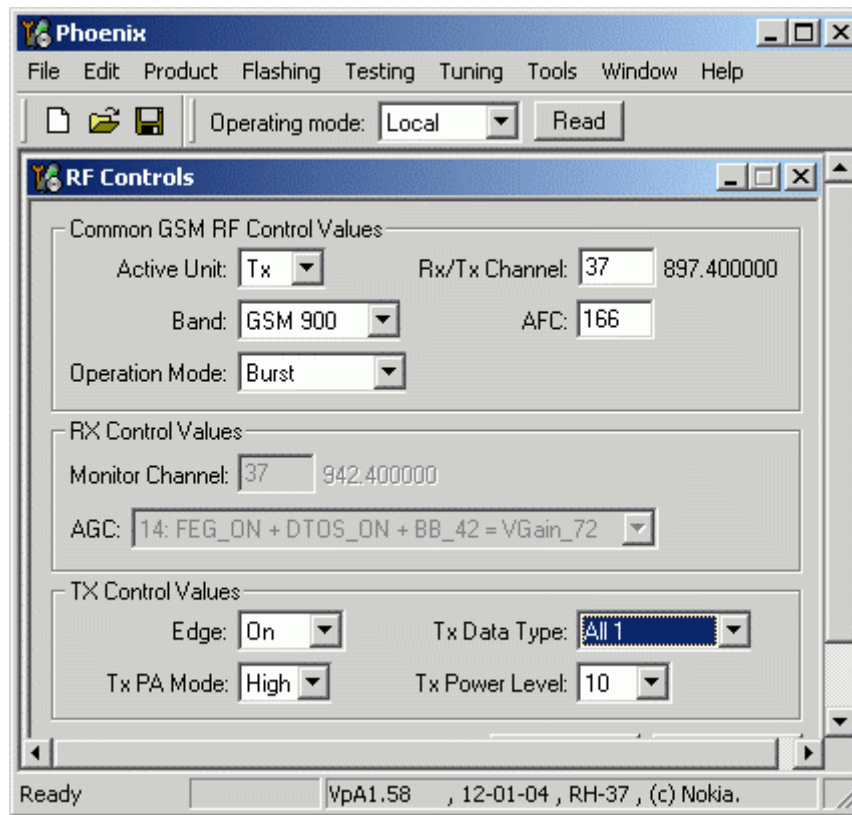 Phoenix
File Edit Product Flashing Testing Tuning Tools Window Help
Operating mode: Local Read
RF Controls
Common GSM RF Control Values
Active Unit: Tx Rx/Tx Channel: 37 897.400000
Band: GSM 900 AFC: 166
Operation Mode: Burst
RX Control Values
Monitor Channel: 37 942.400000
AGC: 14: FEG_ON + DTOS_ON + BB_42 = VGain_72
TX Control Values
Edge: On Tx Data Type: All 1
Tx PA Mode: High Tx Power Level: 10
Ready VpA1.58 , 12-01-04 , RH-37 , (c) Nokia.